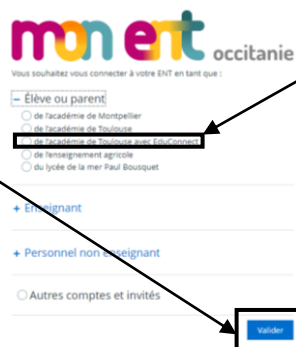 mon ent occitanie
Vous souhaitez vous connecter à votre ENT en tant que :
− Élève ou parent
de l'académie de Montpellier
de l'académie de Toulouse
de l'académie de Toulouse avec EduConnect
de l'enseignement agricole
du lycée de la mer Paul Bousquet
+ Enseignant
+ Personnel non enseignant
Autres comptes et invités
Valider